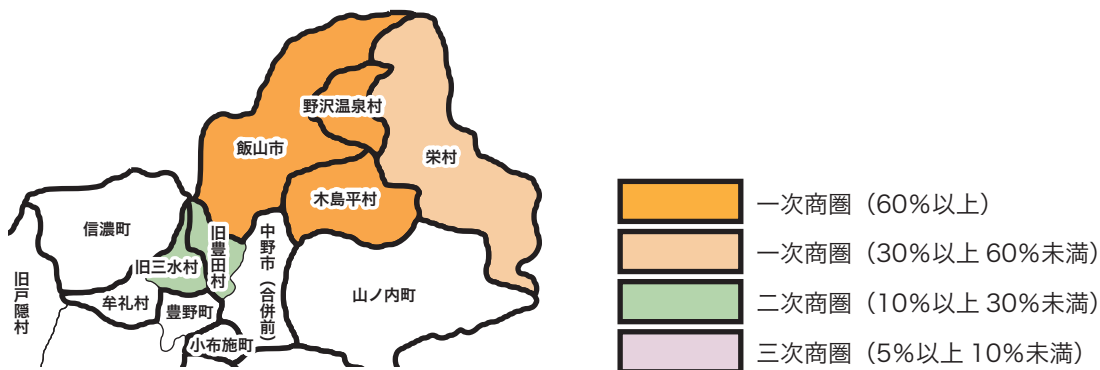 野沢温泉村
飯山市
栄村
木島平村
信濃町
旧豊田村
中野市（合併前）
旧三水村
旧戸隠村
牟礼村
豊野町
山ノ内町
小布施町
一次商圏（60%以上）
一次商圏（30%以上 60%未満）
二次商圏（10%以上 30%未満）
三次商圏（5%以上 10%未満）